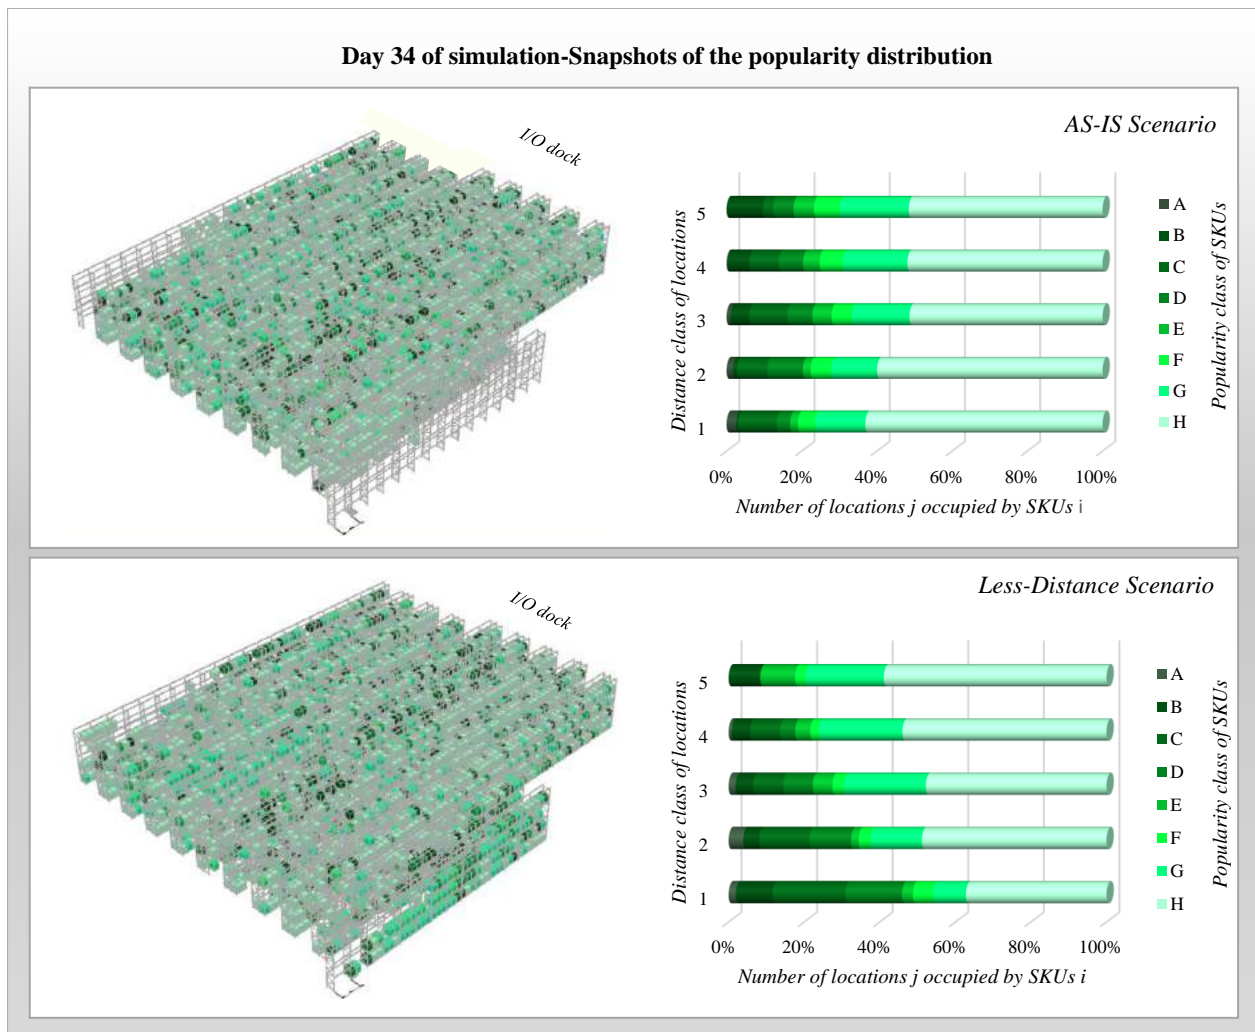 Day 34 of simulation-Snapshots of the popularity distribution
I/O dock
AS-IS Scenario
Distance class of locations
5
4
3
2
1
0%
20%
40%
60%
80%
100%
Number of locations j occupied by SKUs i
A
B
C
D
E
F
G
H
Popularity class of SKUs
I/O dock
Less-Distance Scenario
Distance class of locations
5
4
3
2
1
0%
20%
40%
60%
80%
100%
Number of locations j occupied by SKUs i
A
B
C
D
E
F
G
H
Popularity class of SKUs